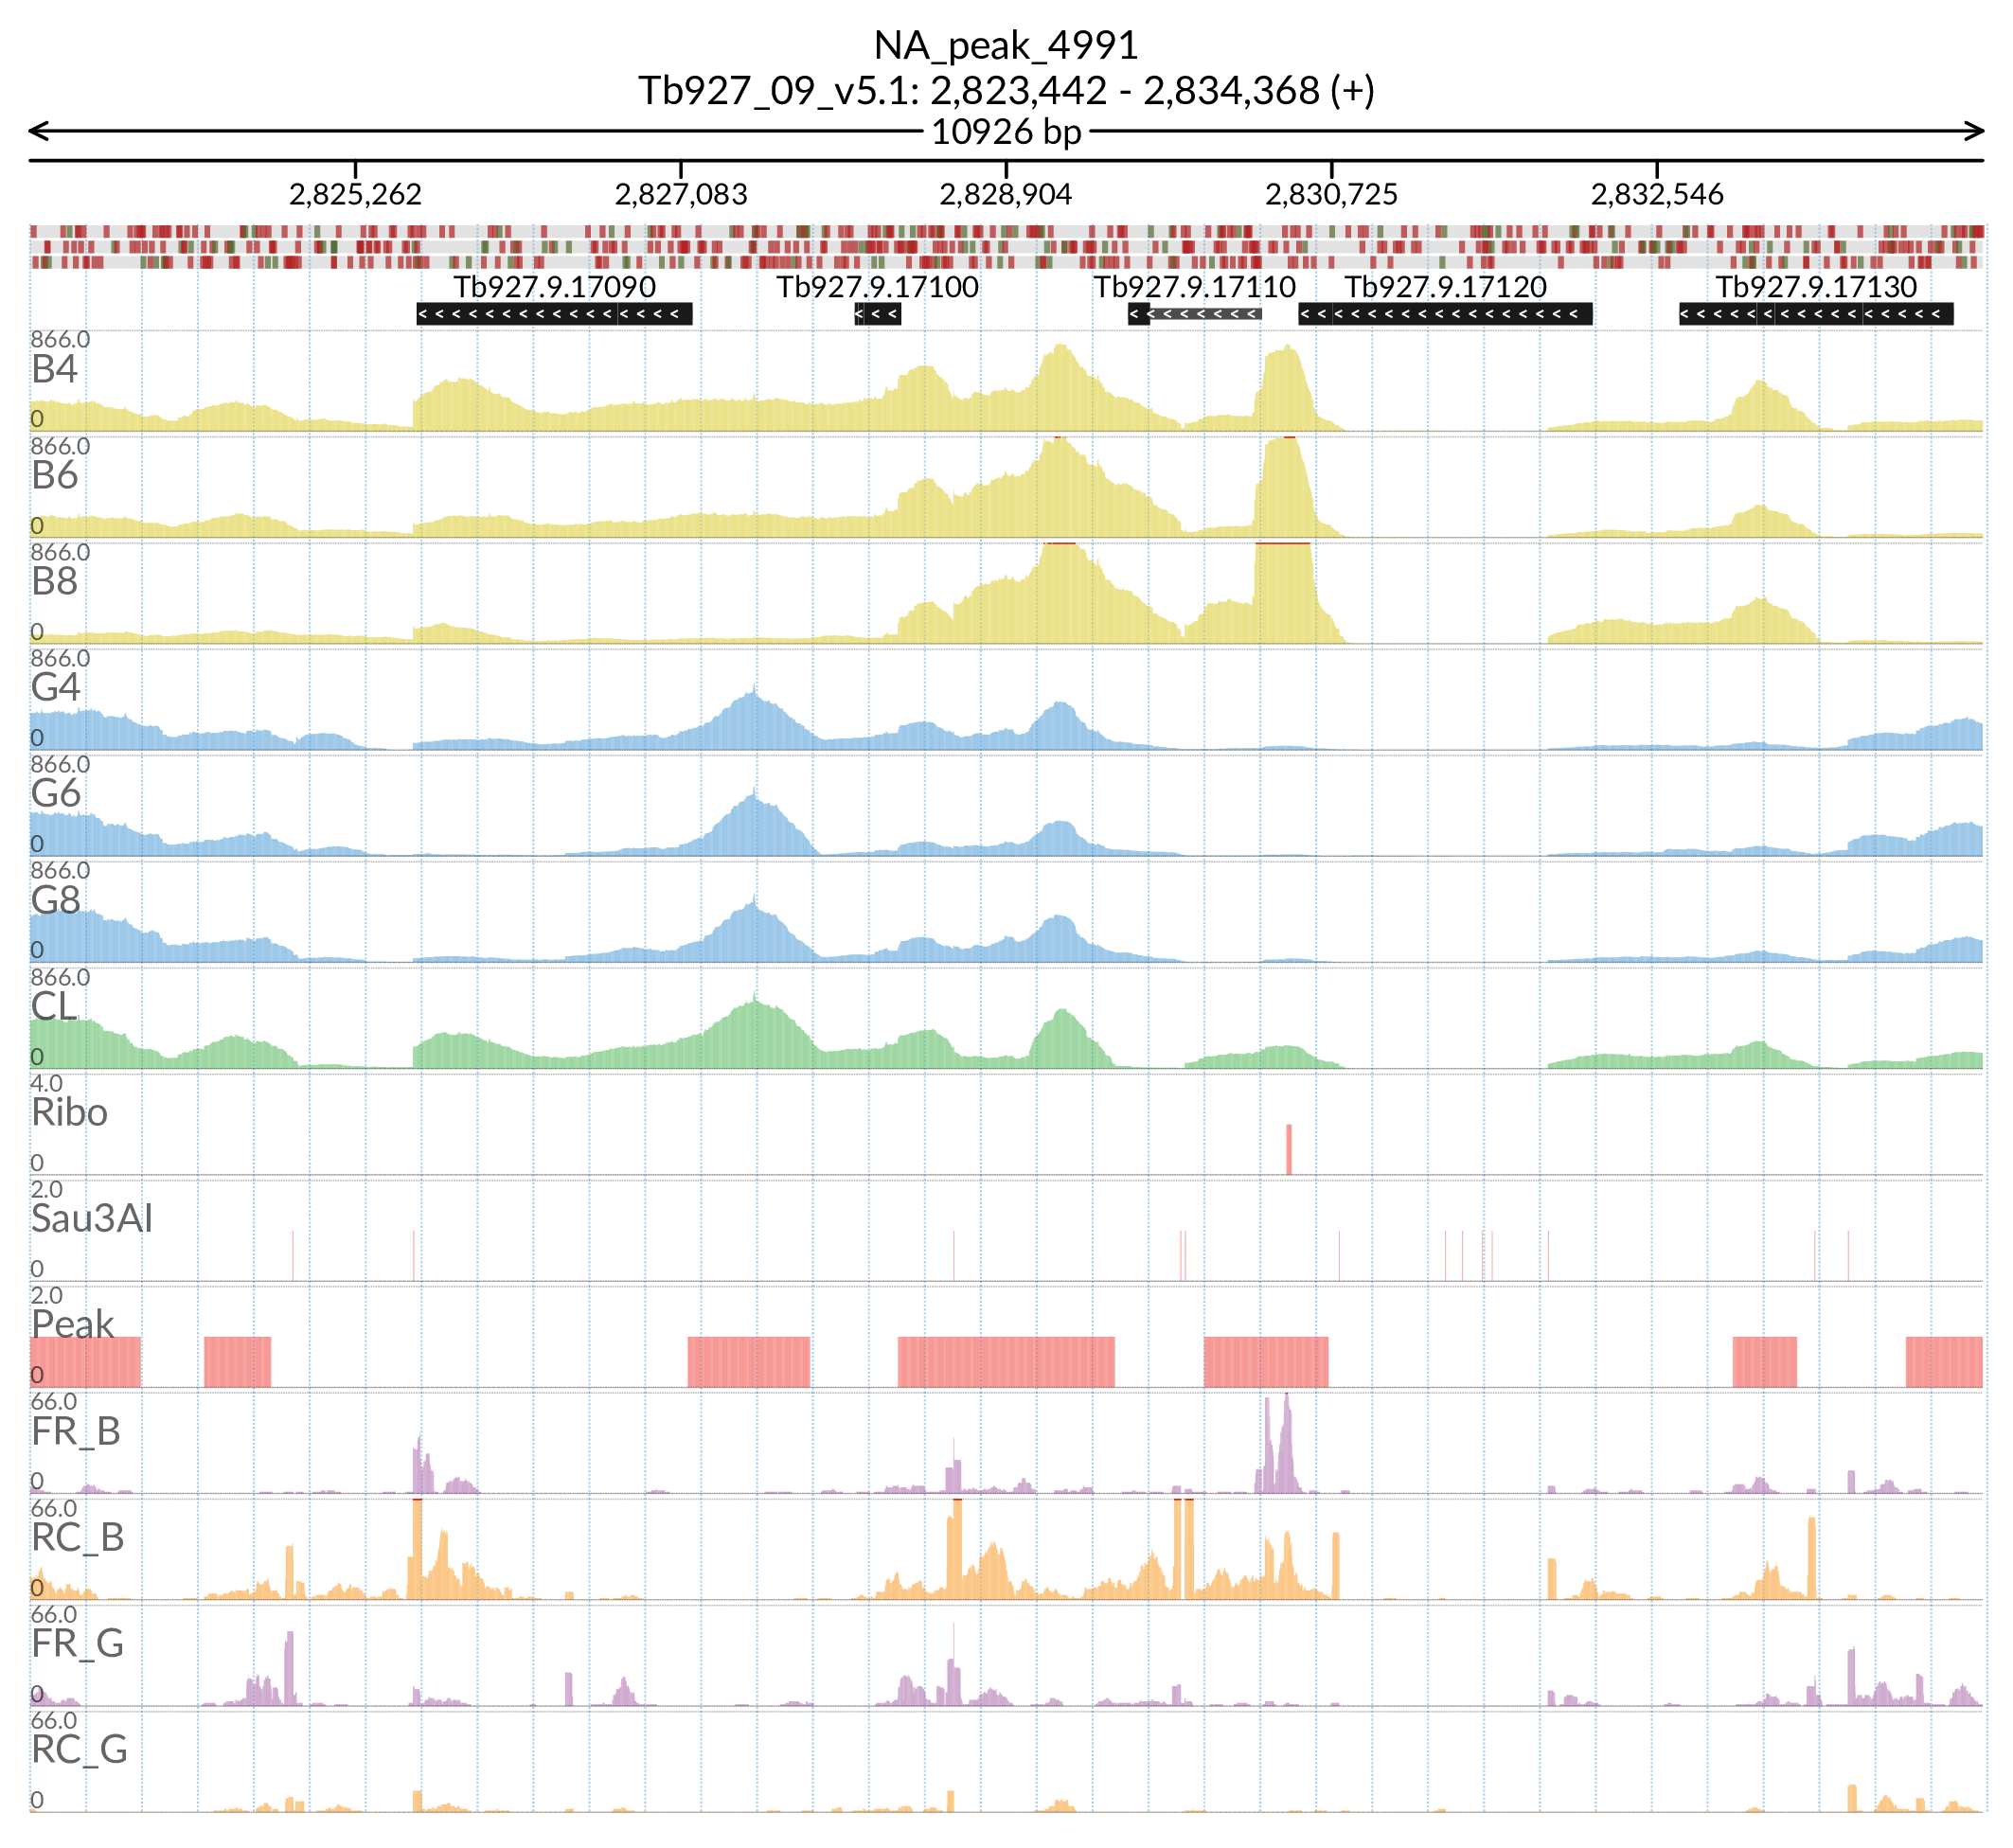 NA_peak_4991
Tb927_09_v5.1: 2,823,442 - 2,834,368 (+)
10926 bp
2,825,262 2,827,083 2,828,904 2,830,725 2,832,546
Tb927.9.17090 Tb927.9.17100 Tb927.9.17110 Tb927.9.17120 Tb927.9.17130
866.0
B4
0
866.0
B6
0
866.0
B8
0
866.0
G4
0
866.0
G6
0
866.0
G8
0
866.0
CL
0
4.0
Ribo
0
2.0
Sau3AI
0
2.0
Peak
0
66.0
FR_B
0
66.0
RC_B
0
66.0
FR_G
0
66.0
RC_G
0